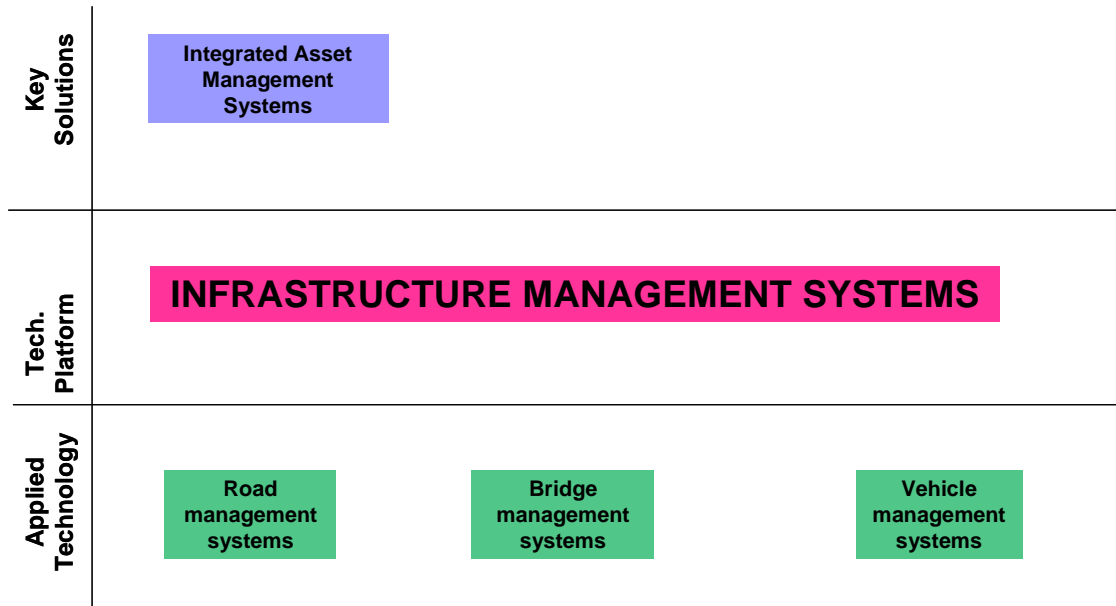 Key
Solutions
Integrated Asset
Management
Systems
Tech.
Platform
INFRASTRUCTURE MANAGEMENT SYSTEMS
Applied
Technology
Road
management
systems
Bridge
management
systems
Vehicle
management
systems